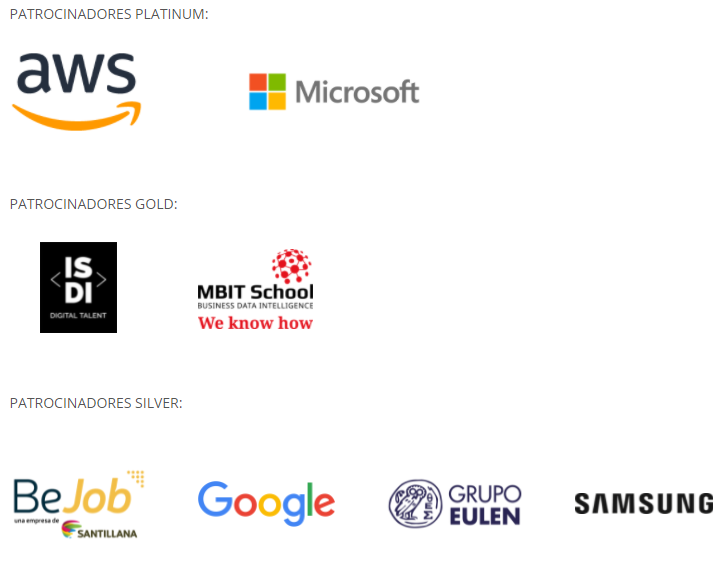 PATROCINADORES PLATINUM:
aws
Microsoft
PATROCINADORES GOLD:
IS
DI
DIGITAL TALENT
MBIT School
BUSINESS DATA INTELLIGENCE
We know how
PATROCINADORES SILVER:
BeJob
una empresa de
SANTILLANA
Google
GRUPO
EULEN
SAMSUNG